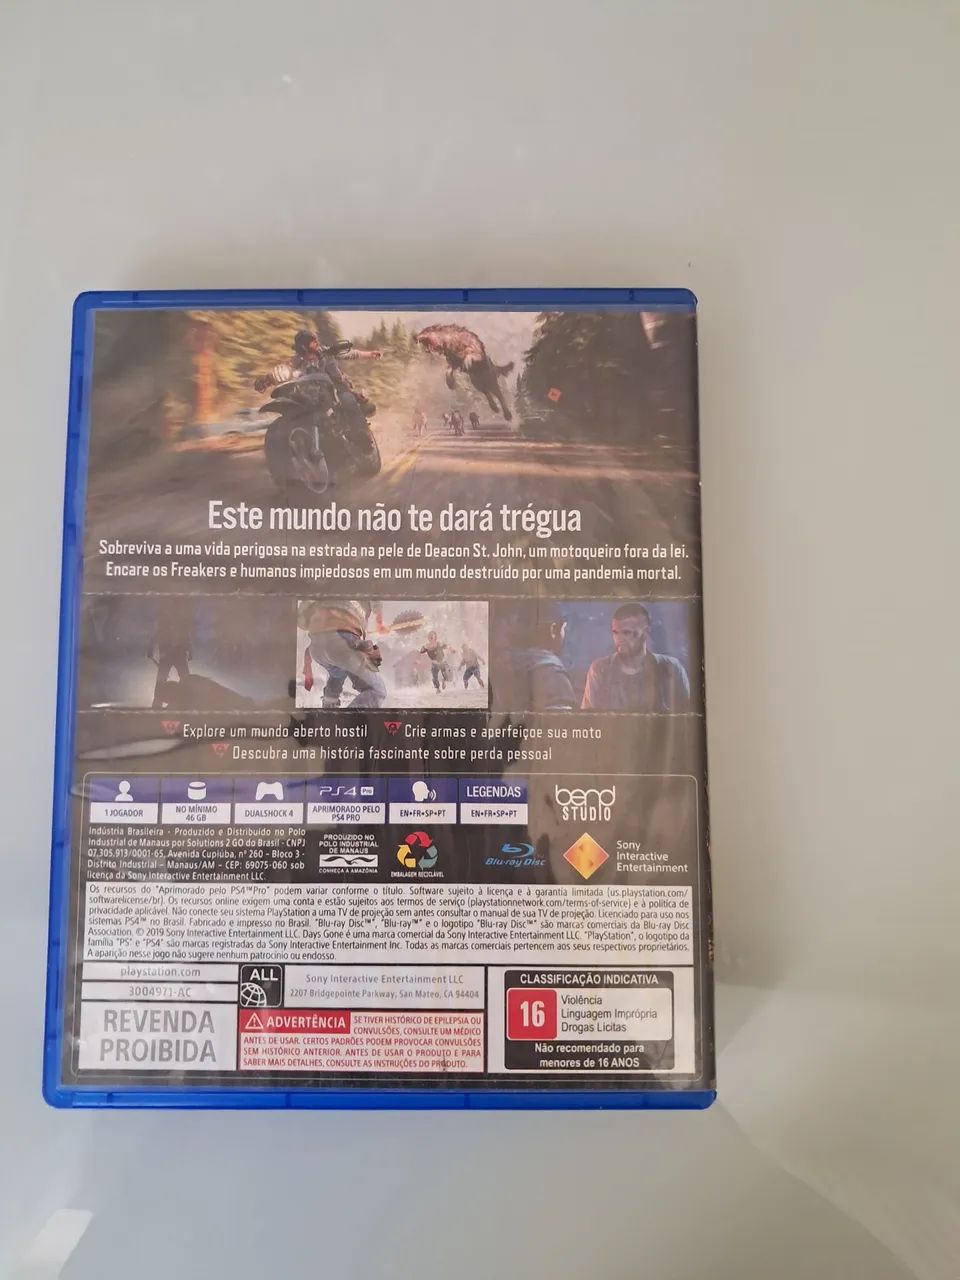 Este mundo não te dará trégua
Sobreviva a uma vida perigosa na estrada na pele de Deacon St. John, um motoqueiro fora da lei.
Encare os Freakers e humanos impiedosos em um mundo destruído por uma pandemia mortal.
Explore um mundo aberto hostil Crie armas e aperfeiçoe sua moto
Descubra uma história fascinante sobre perda pessoal
1 JOGADOR
NO MÍNIMO
46 GB
DUALSHOCK 4
PS4 Pro
APRIMORADO PELO
PS4 PRO
EN•FR•SP•PT
LEGENDAS
EN•FR•SP•PT
bend
STUDIO
Indústria Brasileira - Produzido e Distribuído no Polo
Industrial de Manaus por Solutions 2 GO do Brasil - CNPJ
07.305.913/0001-65, Avenida Cupiúba, nº 260 - Bloco 3 -
Distrito Industrial – Manaus/AM – CEP: 69075-060 sob
licença da Sony Interactive Entertainment LLC.
PRODUZIDO NO
POLO INDUSTRIAL
DE MANAUS
CONHEÇA A AMAZÔNIA
EMBALAGEM RECICLÁVEL
Blu-ray Disc
Sony
Interactive
Entertainment
Os recursos do "Aprimorado pelo PS4™Pro" podem variar conforme o título. Software sujeito à licença e à garantia limitada (us.playstation.com/
softwarelicense/br). Os recursos online exigem uma conta e estão sujeitos aos termos de serviço (playstationnetwork.com/terms-of-service) e à política de
privacidade aplicável. Não conecte seu sistema PlayStation a uma TV de projeção sem antes consultar o manual de sua TV de projeção. Licenciado para uso nos
sistemas PS4™ no Brasil. Fabricado e impresso no Brasil. "Blu-ray Disc™", "Blu-ray™" e o logotipo "Blu-ray Disc" são marcas comerciais da Blu-ray Disc
Association. © 2019 Sony Interactive Entertainment LLC. Days Gone é uma marca comercial da Sony Interactive Entertainment LLC. "PlayStation", o logotipo da
família "PS" e "PS4" são marcas registradas da Sony Interactive Entertainment Inc. Todas as marcas comerciais pertencem aos seus respectivos proprietários.
A aparição nesse jogo não sugere nenhum patrocínio ou endosso.
playstation.com
3004971-AC
REVENDA
PROIBIDA
ALL
Sony Interactive Entertainment LLC
2207 Bridgepointe Parkway, San Mateo, CA 94404
ADVERTÊNCIA SE TIVER HISTÓRICO DE EPILEPSIA OU
CONVULSÕES, CONSULTE UM MÉDICO
ANTES DE USAR. CERTOS PADRÕES PODEM PROVOCAR CONVULSÕES
SEM HISTÓRICO ANTERIOR. ANTES DE USAR O PRODUTO E PARA
SABER MAIS DETALHES, CONSULTE AS INSTRUÇÕES DO PRODUTO.
CLASSIFICAÇÃO INDICATIVA
16
Violência
Linguagem Imprópria
Drogas Lícitas
Não recomendado para
menores de 16 ANOS